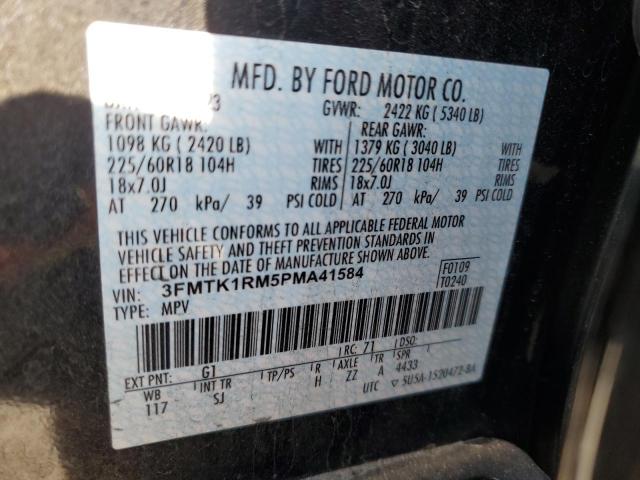 MFD. BY FORD MOTOR CO.
GVWR: 2422 KG ( 5340 LB)
FRONT GAWR: REAR GAWR:
1098 KG ( 2420 LB) WITH 1379 KG ( 3040 LB) WITH
225/60R18 104H TIRES 225/60R18 104H TIRES
18x7.0J RIMS 18x7.0J RIMS
AT 270 kPa/ 39 PSI COLD AT 270 kPa/ 39 PSI COLD
THIS VEHICLE CONFORMS TO ALL APPLICABLE FEDERAL MOTOR
VEHICLE SAFETY AND THEFT PREVENTION STANDARDS IN
EFFECT ON THE DATE OF MANUFACTURE SHOWN ABOVE.
VIN: 3FMTK1RM5PMA41584 F0109
TYPE: MPV T0240
EXT PNT: G1 RC: 71 DSO:
WB INT TR TP/PS R AXLE TR SPR
117 SJ H ZZ A 4433
UTC ▽ 5U5A-1520472-BA